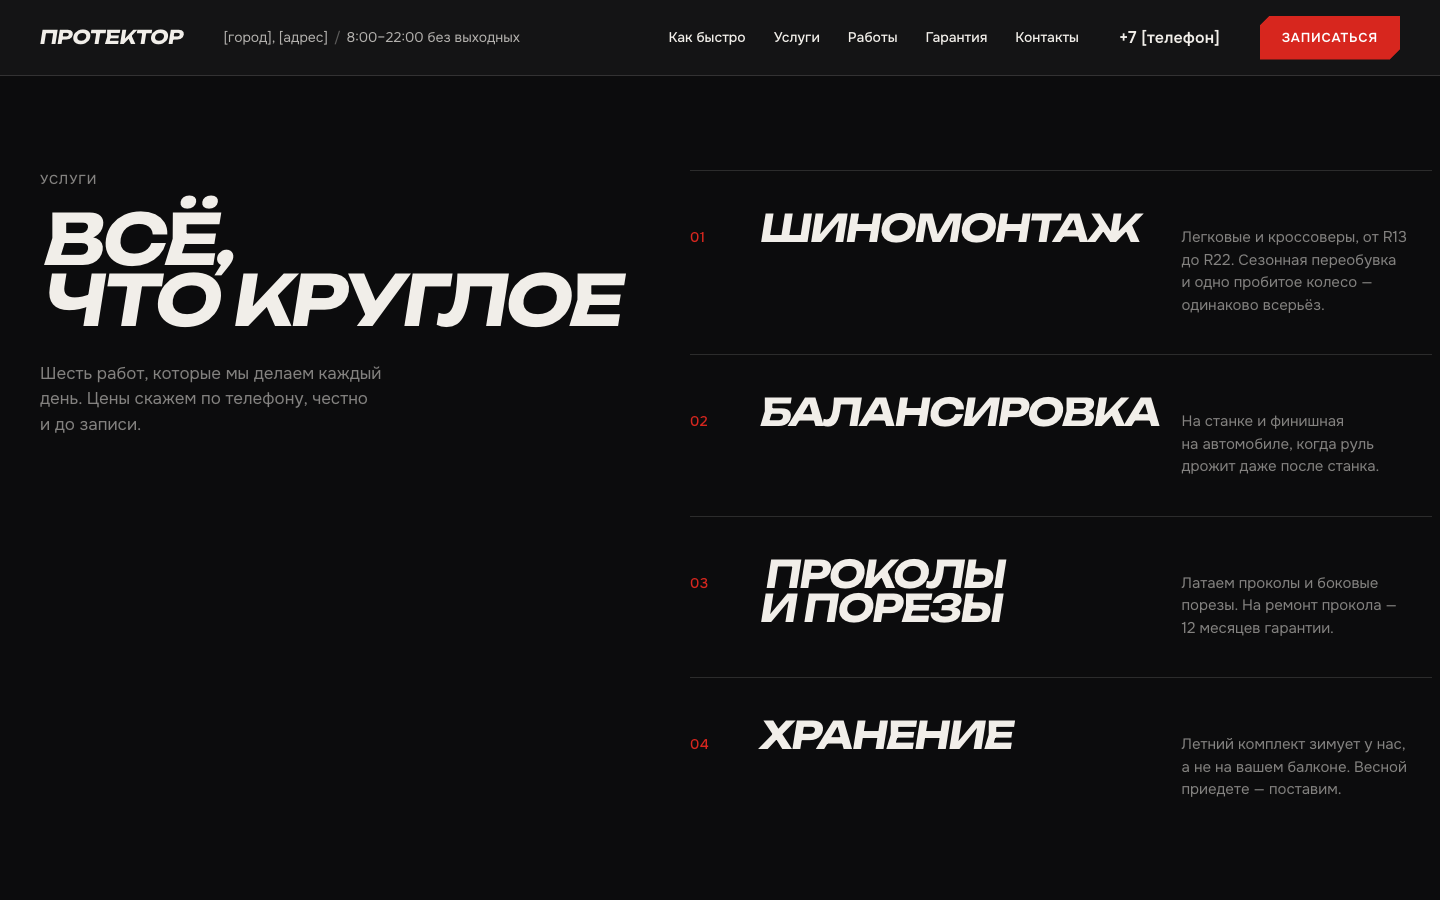 ПРОТЕКТОР
[город], [адрес] / 8:00–22:00 без выходных
Как быстро
Услуги
Работы
Гарантия
Контакты
+7 [телефон]
ЗАПИСАТЬСЯ
УСЛУГИ
ВСЁ,
ЧТО КРУГЛОЕ
Шесть работ, которые мы делаем каждый
день. Цены скажем по телефону, честно
и до записи.
01
ШИНОМОНТАЖ
Легковые и кроссоверы, от R13
до R22. Сезонная переобувка
и одно пробитое колесо —
одинаково всерьёз.
02
БАЛАНСИРОВКА
На станке и финишная
на автомобиле, когда руль
дрожит даже после станка.
03
ПРОКОЛЫ
И ПОРЕЗЫ
Латаем проколы и боковые
порезы. На ремонт прокола —
12 месяцев гарантии.
04
ХРАНЕНИЕ
Летний комплект зимует у нас,
а не на вашем балконе. Весной
приедете — поставим.